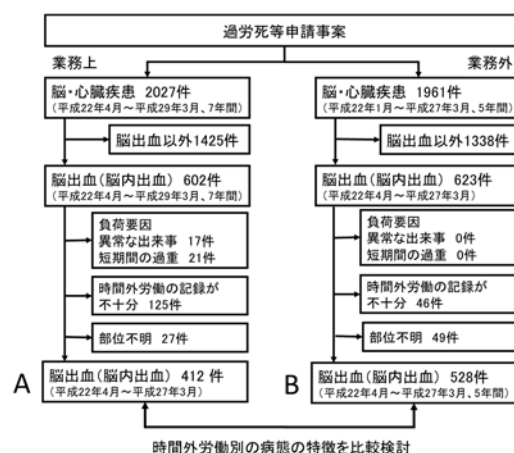 過労死等申請事案
業務上
業務外
脳・心臓疾患 2027件
(平成22年4月～平成29年3月、7年間)
脳・心臓疾患 1961件
(平成22年1月～平成27年3月、5年間)
脳出血以外1425件
脳出血以外1338件
脳出血(脳内出血) 602件
(平成22年4月～平成29年3月、7年間)
脳出血(脳内出血) 623件
(平成22年4月～平成27年3月)
負荷要因
異常な出来事 17件
短期間の過重 21件
負荷要因
異常な出来事 0件
短期間の過重 0件
時間外労働の記録が
不十分 125件
時間外労働の記録が
不十分 46件
部位不明 27件
部位不明 49件
A
脳出血(脳内出血) 412 件
(平成22年4月～平成27年3月)
B
脳出血(脳内出血) 528件
(平成22年4月～平成27年3月、5年間)
時間外労働別の病態の特徴を比較検討